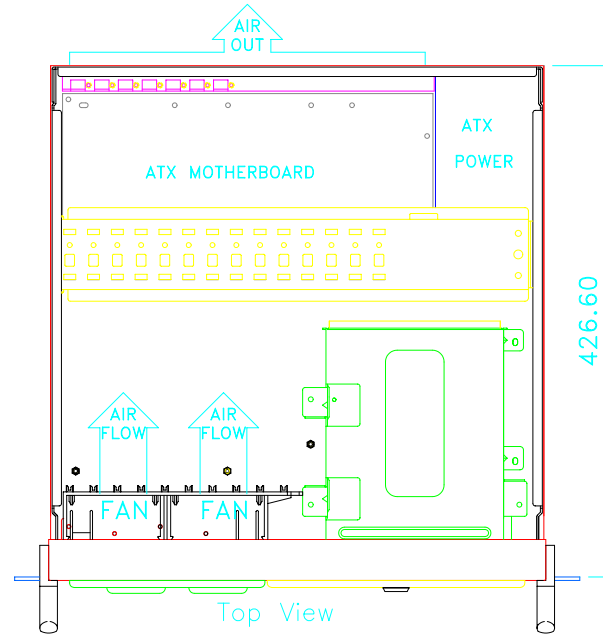 AIR
OUT
ATX
POWER
ATX MOTHERBOARD
426.60
AIR
FLOW
AIR
FLOW
FAN
FAN
Top View